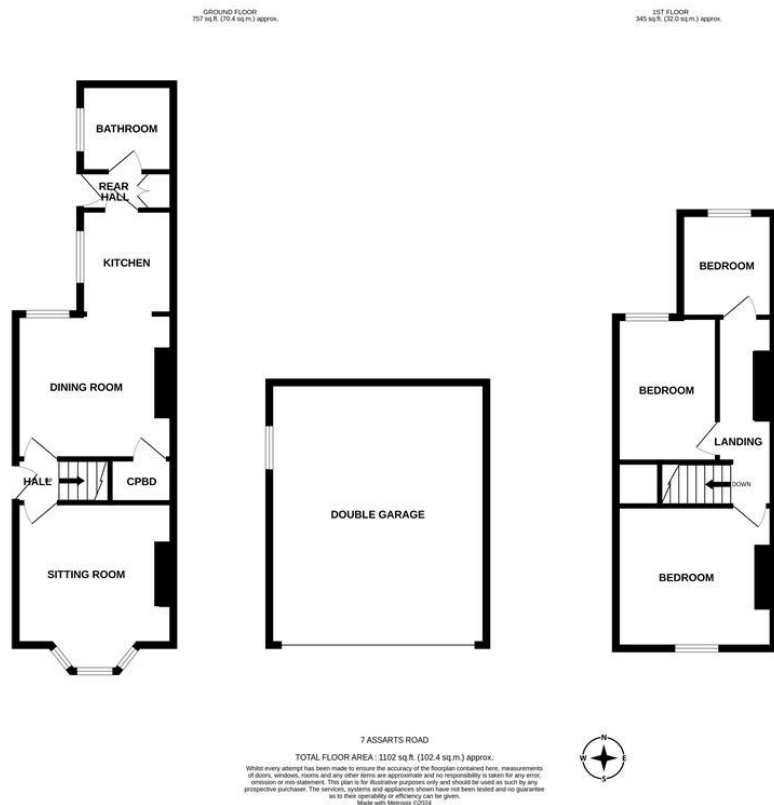 GROUND FLOOR
757 sq.ft. (70.4 sq.m.) approx.
1ST FLOOR
345 sq.ft. (32.0 sq.m.) approx.
BATHROOM
REAR
HALL
KITCHEN
DINING ROOM
HALL
CPBD
SITTING ROOM
DOUBLE GARAGE
BEDROOM
BEDROOM
LANDING
DOWN
BEDROOM
7 ASSARTS ROAD
TOTAL FLOOR AREA : 1102 sq.ft. (102.4 sq.m.) approx.
Whilst every attempt has been made to ensure the accuracy of the floorplan contained here, measurements
of doors, windows, rooms and any other items are approximate and no responsibility is taken for any error,
omission or mis-statement. This plan is for illustrative purposes only and should be used as such by any
prospective purchaser. The services, systems and appliances shown have not been tested and no guarantee
as to their operability or efficiency can be given.
Made with Metropix ©2024
N
W E
S